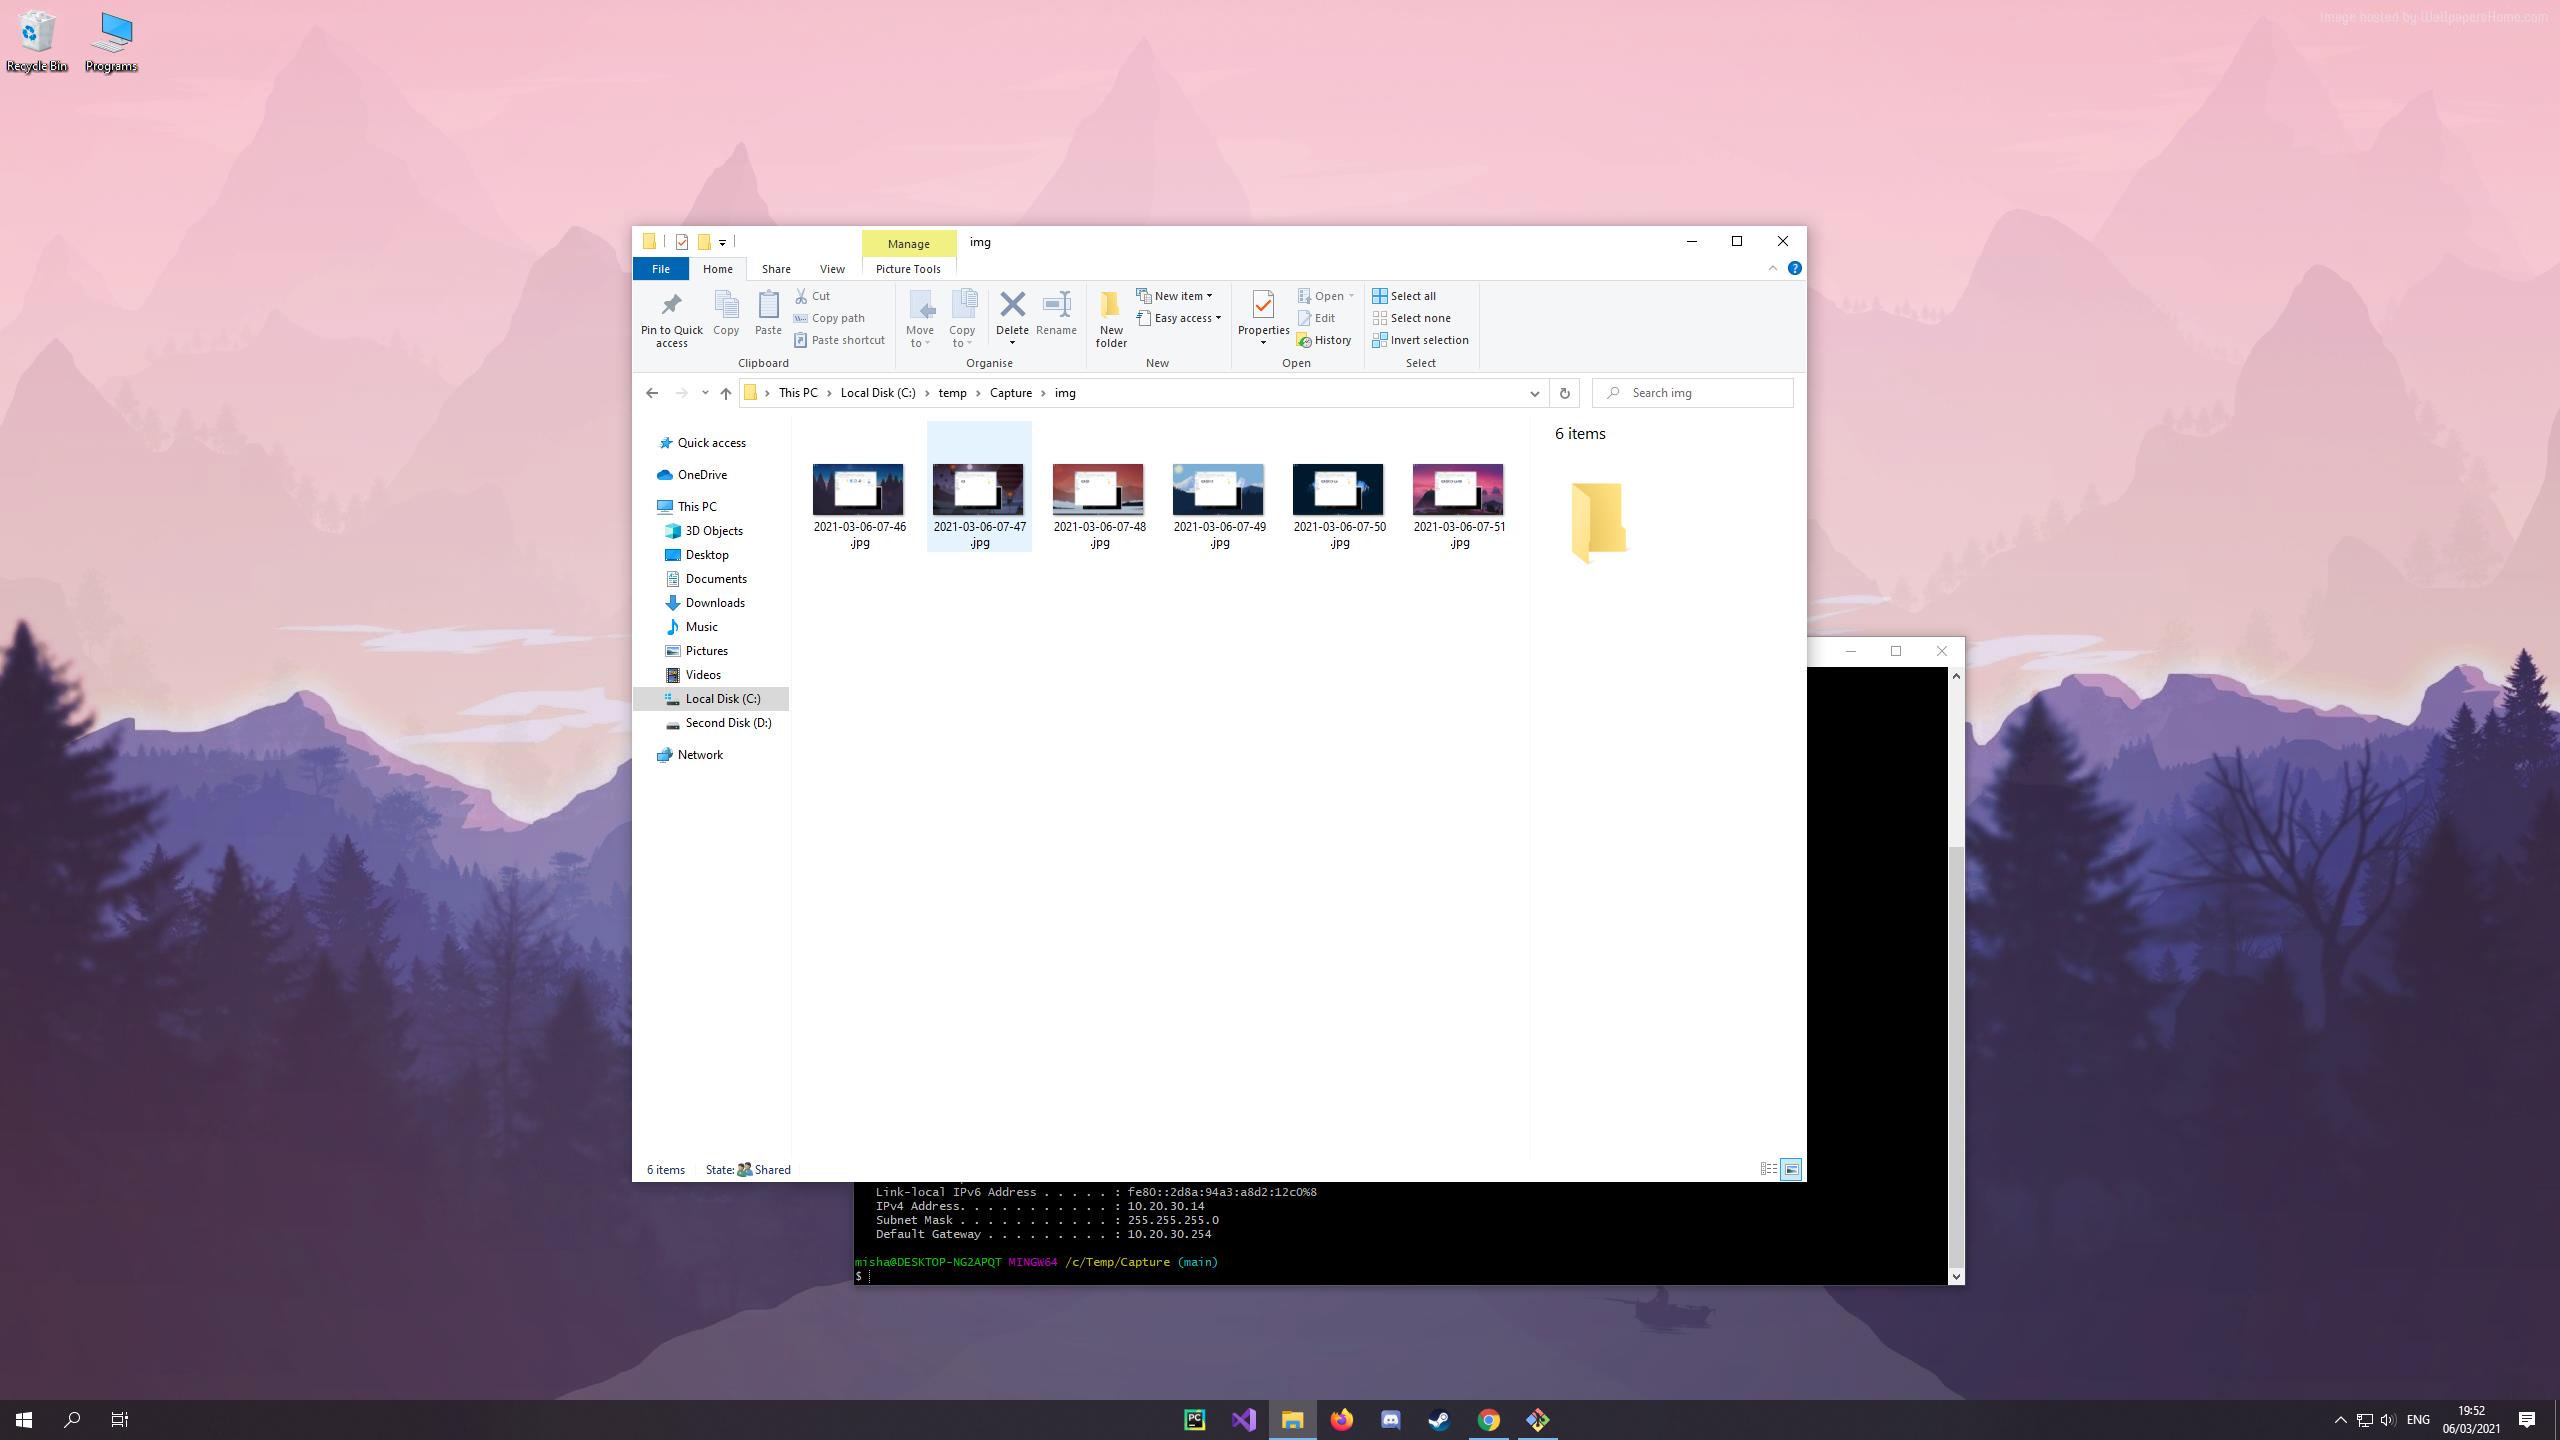 Recycle Bin
Programs
Image hosted by WallpapersHome.com
Manage
img
File
Home
Share
View
Picture Tools
Pin to Quick access
Copy
Paste
Cut
Copy path
Paste shortcut
Clipboard
Move to
Copy to
Delete
Rename
Organise
New folder
New item
Easy access
New
Properties
Open
Edit
History
Open
Select all
Select none
Invert selection
Select
This PC
Local Disk (C:)
temp
Capture
img
Search img
Quick access
OneDrive
This PC
3D Objects
Desktop
Documents
Downloads
Music
Pictures
Videos
Local Disk (C:)
Second Disk (D:)
Network
2021-03-06-07-46.jpg
2021-03-06-07-47.jpg
2021-03-06-07-48.jpg
2021-03-06-07-49.jpg
2021-03-06-07-50.jpg
2021-03-06-07-51.jpg
6 items
6 items
State: Shared
Link-local IPv6 Address . . . . . : fe80::2d8a:94a3:a8d2:12c0%8
IPv4 Address. . . . . . . . . . . : 10.20.30.14
Subnet Mask . . . . . . . . . . . : 255.255.255.0
Default Gateway . . . . . . . . . : 10.20.30.254
misha@DESKTOP-NG2APQT MINGW64 /c/Temp/Capture (main)
$
PC
ENG
19:52
06/03/2021